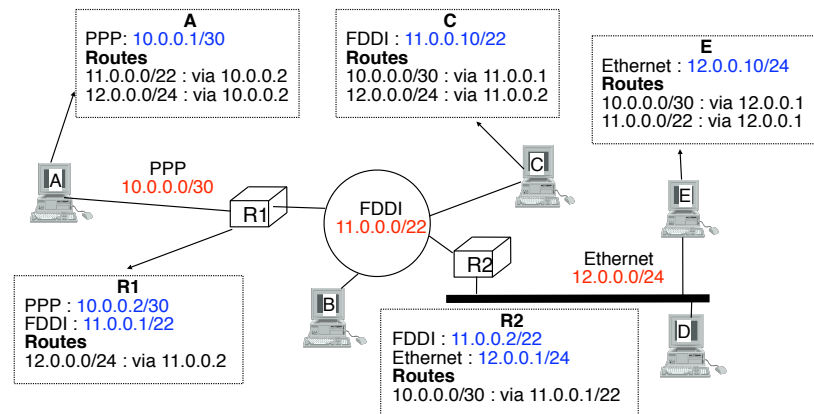 A
PPP: 10.0.0.1/30
Routes
11.0.0.0/22 : via 10.0.0.2
12.0.0.0/24 : via 10.0.0.2
C
FDDI : 11.0.0.10/22
Routes
10.0.0.0/30 : via 11.0.0.1
12.0.0.0/24 : via 11.0.0.2
E
Ethernet : 12.0.0.10/24
Routes
10.0.0.0/30 : via 12.0.0.1
11.0.0.0/22 : via 12.0.0.1
A
PPP
10.0.0.0/30
R1
FDDI
11.0.0.0/22
C
E
R2
Ethernet
12.0.0.0/24
B
D
R1
PPP : 10.0.0.2/30
FDDI : 11.0.0.1/22
Routes
12.0.0.0/24 : via 11.0.0.2
R2
FDDI : 11.0.0.2/22
Ethernet : 12.0.0.1/24
Routes
10.0.0.0/30 : via 11.0.0.1/22